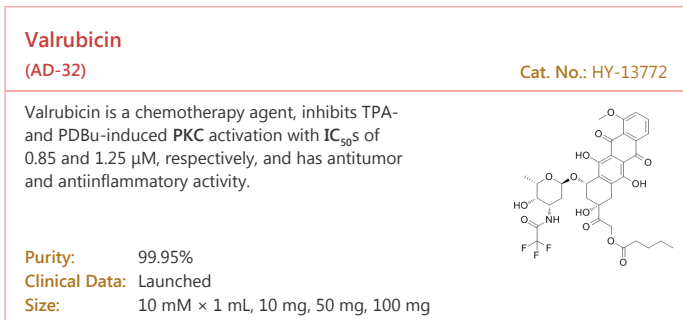 Valrubicin
(AD-32)
Cat. No.: HY-13772
Valrubicin is a chemotherapy agent, inhibits TPA-
and PDBu-induced PKC activation with IC₅₀s of
0.85 and 1.25 μM, respectively, and has antitumor
and antiinflammatory activity.
O
O
OH
O
O
O
OH
HO
HO
NH
O
O
F
F
F
O
O
Purity: 99.95%
Clinical Data: Launched
Size: 10 mM × 1 mL, 10 mg, 50 mg, 100 mg